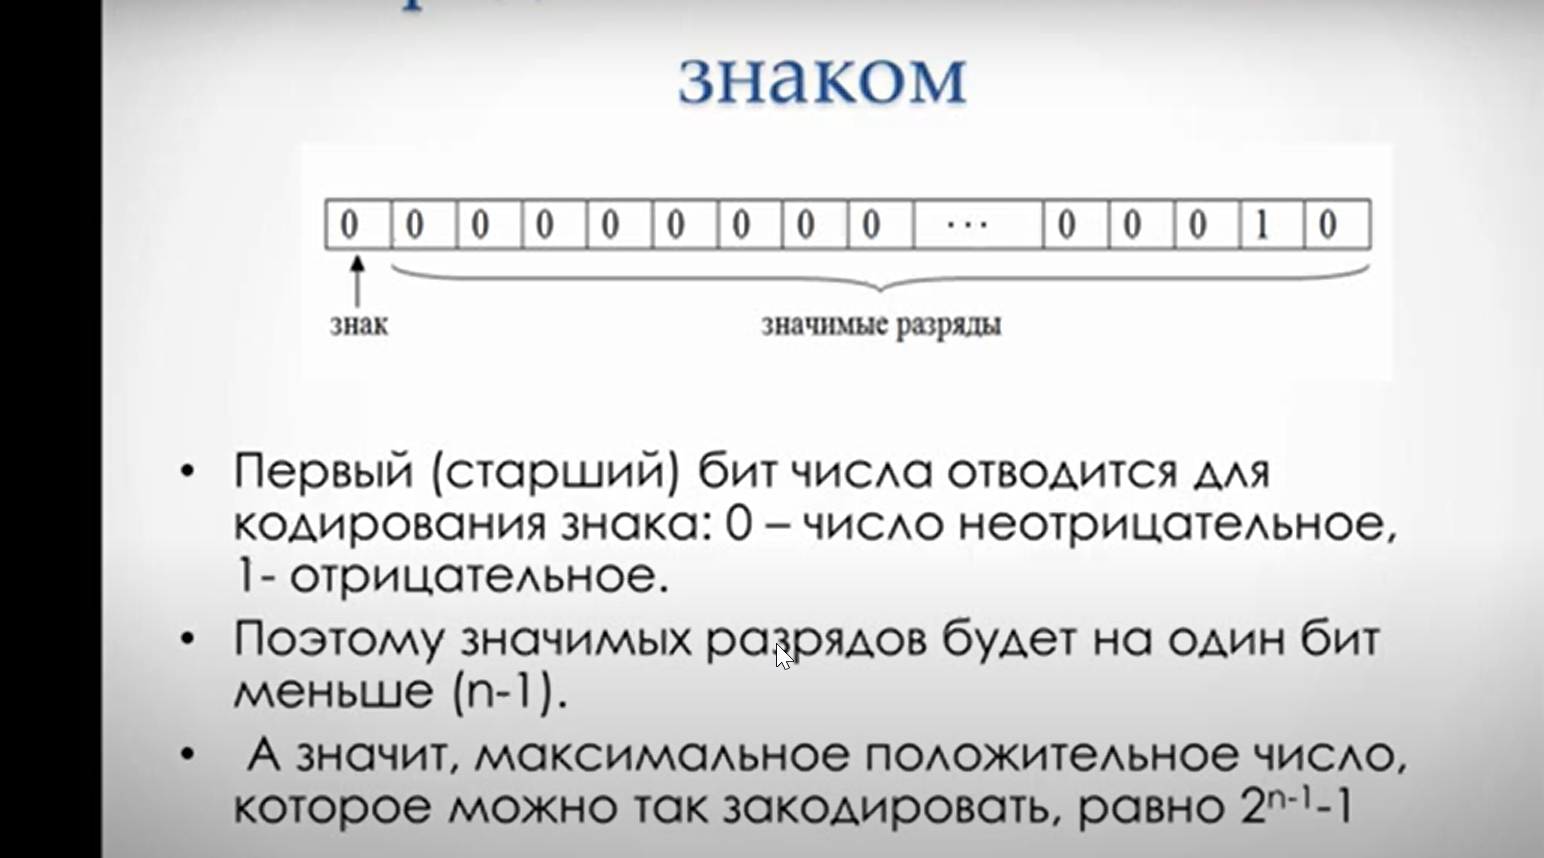 знаком
0 0 0 0 0 0 0 0 0 ... 0 0 0 1 0
знак
значимые разряды
• Первый (старший) бит числа отводится для
кодирования знака: 0 – число неотрицательное,
1- отрицательное.
• Поэтому значимых разрядов будет на один бит
меньше (n-1).
• А значит, максимальное положительное число,
которое можно так закодировать, равно 2ⁿ⁻¹-1